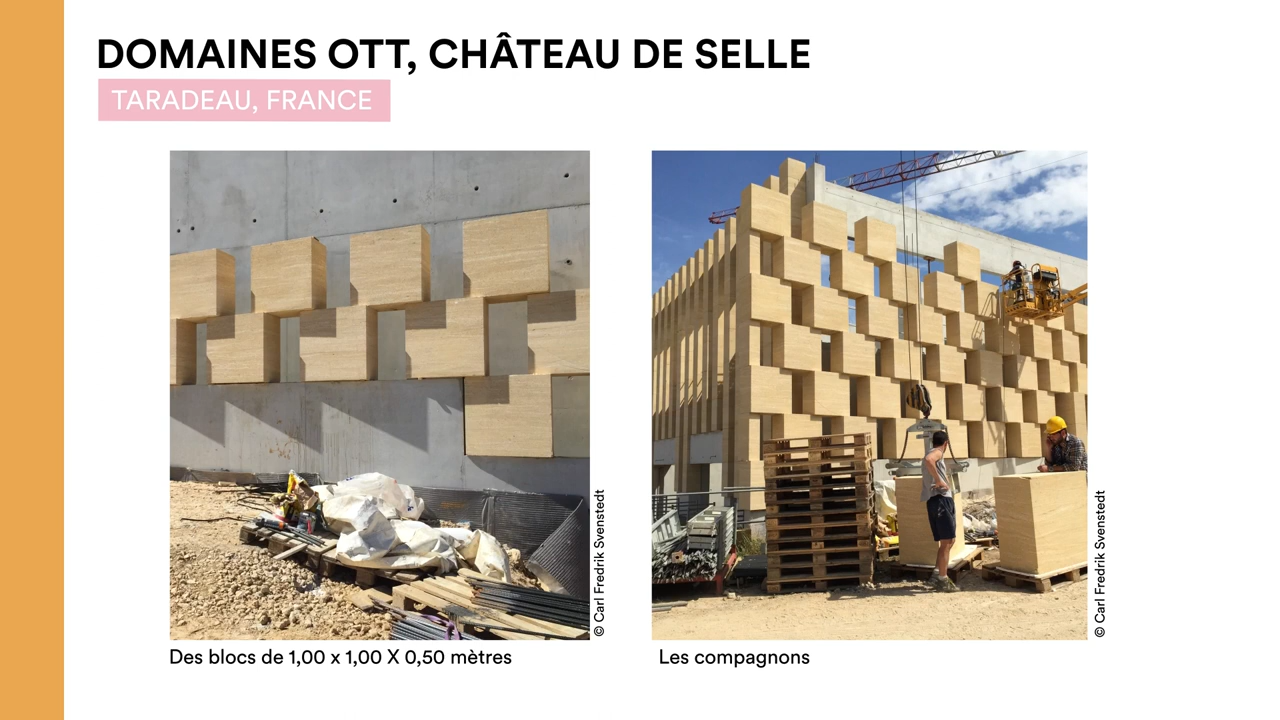 DOMAINES OTT, CHÂTEAU DE SELLE
TARADEAU, FRANCE
© Carl Fredrik Svenstedt
© Carl Fredrik Svenstedt
Des blocs de 1,00 x 1,00 X 0,50 mètres
Les compagnons